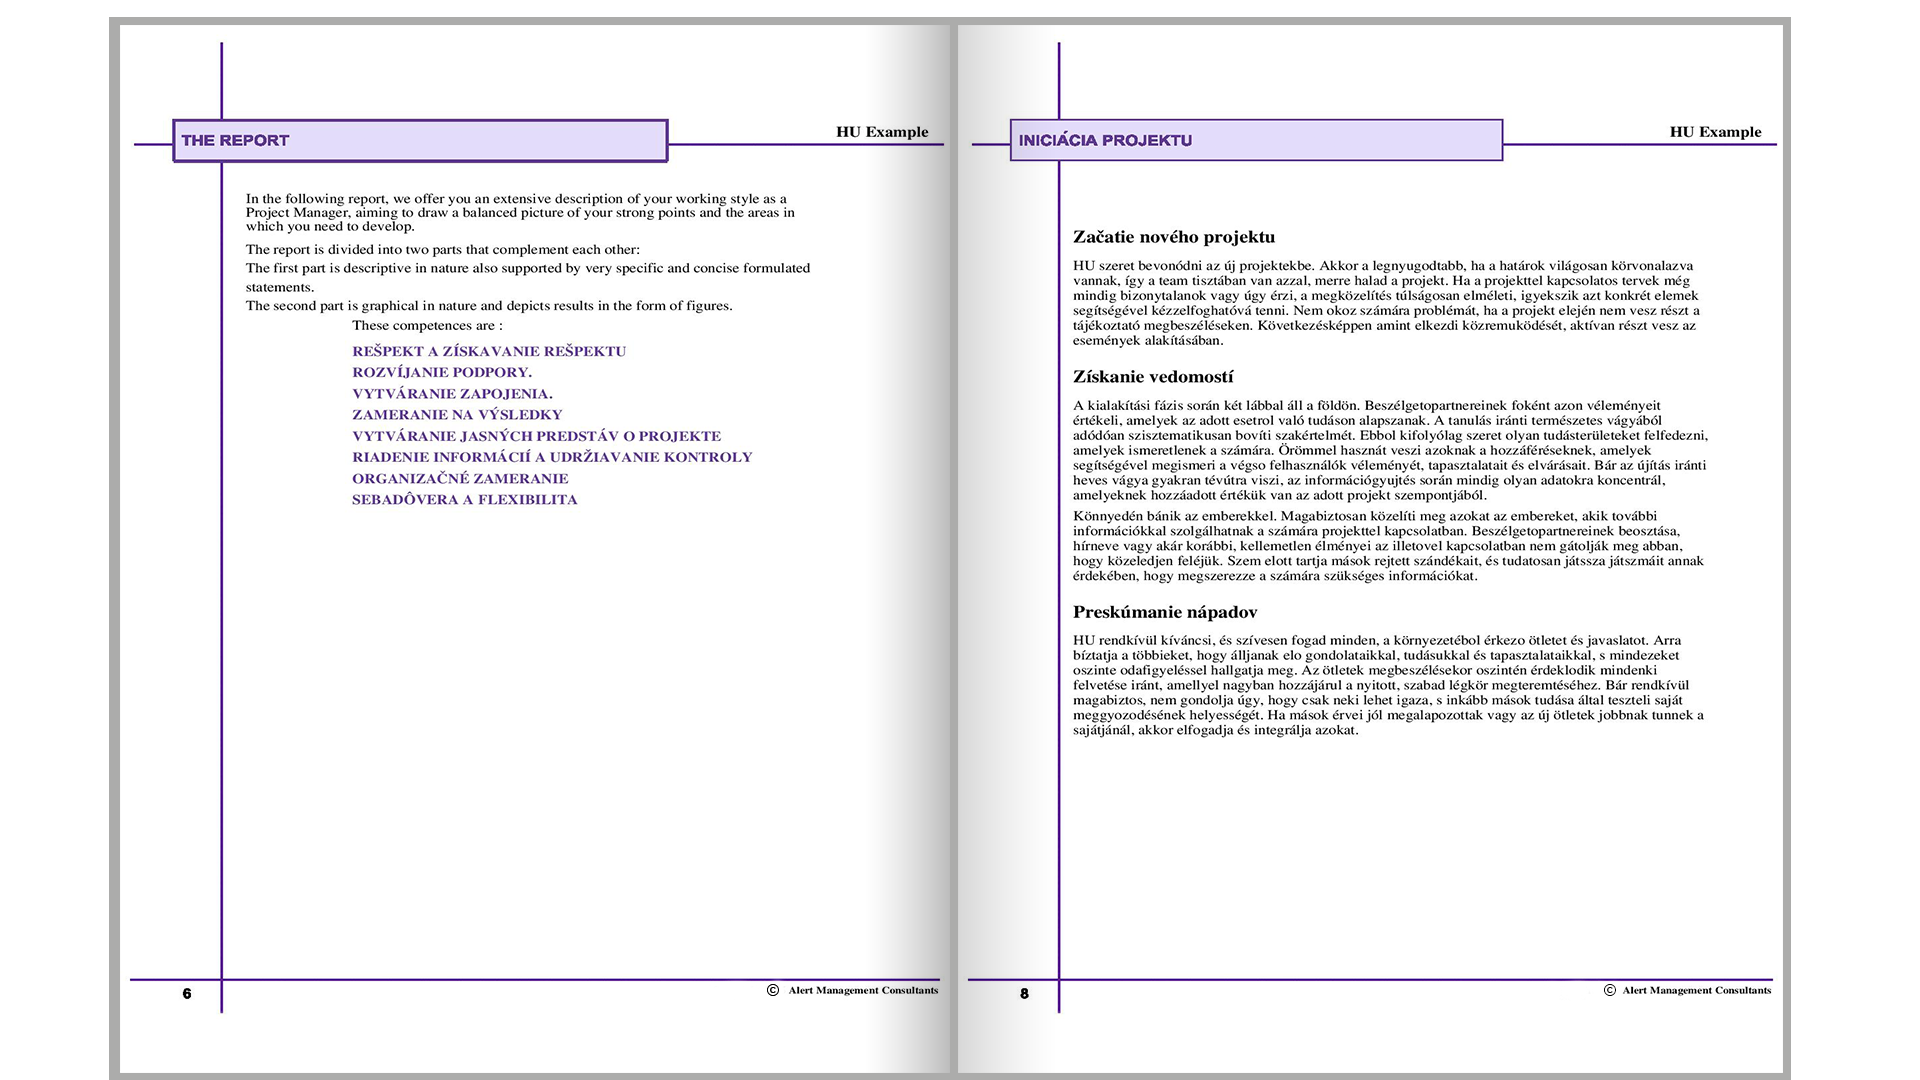 THE REPORT
HU Example
In the following report, we offer you an extensive description of your working style as a
Project Manager, aiming to draw a balanced picture of your strong points and the areas in
which you need to develop.
The report is divided into two parts that complement each other:
The first part is descriptive in nature also supported by very specific and concise formulated
statements.
The second part is graphical in nature and depicts results in the form of figures.
These competences are :
REŠPEKT A ZÍSKAVANIE REŠPEKTU
ROZVÍJANIE PODPORY.
VYTVÁRANIE ZAPOJENIA.
ZAMERANIE NA VÝSLEDKY
VYTVÁRANIE JASNÝCH PREDSTÁV O PROJEKTE
RIADENIE INFORMÁCIÍ A UDRŽIAVANIE KONTROLY
ORGANIZAČNÉ ZAMERANIE
SEBADÔVERA A FLEXIBILITA
6
© Alert Management Consultants
INICIÁCIA PROJEKTU
HU Example
Začatie nového projektu
HU szeret bevonódni az új projektekbe. Akkor a legnyugodtabb, ha a határok világosan körvonalazva
vannak, így a team tisztában van azzal, merre halad a projekt. Ha a projekttel kapcsolatos tervek még
mindig bizonytalanok vagy úgy érzi, a megközelítés túlságosan elméleti, igyekszik azt konkrét elemek
segítségével kézzelfoghatóvá tenni. Nem okoz számára problémát, ha a projekt elején nem vesz részt a
tájékoztató megbeszéléseken. Következésképpen amint elkezdi közremuködését, aktívan részt vesz az
események alakításában.
Získanie vedomostí
A kialakítási fázis során két lábbal áll a földön. Beszélgetopartnereinek foként azon véleményeit
értékeli, amelyek az adott esetrol való tudáson alapszanak. A tanulás iránti természetes vágyából
adódóan szisztematikusan bovíti szakértelmét. Ebbol kifolyólag szeret olyan tudásterületeket felfedezni,
amelyek ismeretlenek a számára. Örömmel hasznát veszi azoknak a hozzáféréseknek, amelyek
segítségével megismeri a végso felhasználók véleményét, tapasztalatait és elvárásait. Bár az újítás iránti
heves vágya gyakran tévútra viszi, az információgyujtés során mindig olyan adatokra koncentrál,
amelyeknek hozzáadott értékük van az adott projekt szempontjából.
Könnyedén bánik az emberekkel. Magabiztosan közelíti meg azokat az embereket, akik további
információkkal szolgálhatnak a számára projekttel kapcsolatban. Beszélgetopartnereinek beosztása,
hírneve vagy akár korábbi, kellemetlen élményei az illetovel kapcsolatban nem gátolják meg abban,
hogy közeledjen feléjük. Szem elott tartja mások rejtett szándékait, és tudatosan játssza játszmáit annak
érdekében, hogy megszerezze a számára szükséges információkat.
Preskúmanie nápadov
HU rendkívül kíváncsi, és szívesen fogad minden, a környezetébol érkezo ötletet és javaslatot. Arra
bíztatja a többieket, hogy álljanak elo gondolataikkal, tudásukkal és tapasztalataikkal, s mindezeket
oszinte odafigyeléssel hallgatja meg. Az ötletek megbeszélésekor oszintén érdeklodik mindenki
felvetése iránt, amellyel nagyban hozzájárul a nyitott, szabad légkör megteremtéséhez. Bár rendkívül
magabiztos, nem gondolja úgy, hogy csak neki lehet igaza, s inkább mások tudása által teszteli saját
meggyozodésének helyességét. Ha mások érvei jól megalapozottak vagy az új ötletek jobbnak tunnek a
sajátjánál, akkor elfogadja és integrálja azokat.
8
© Alert Management Consultants